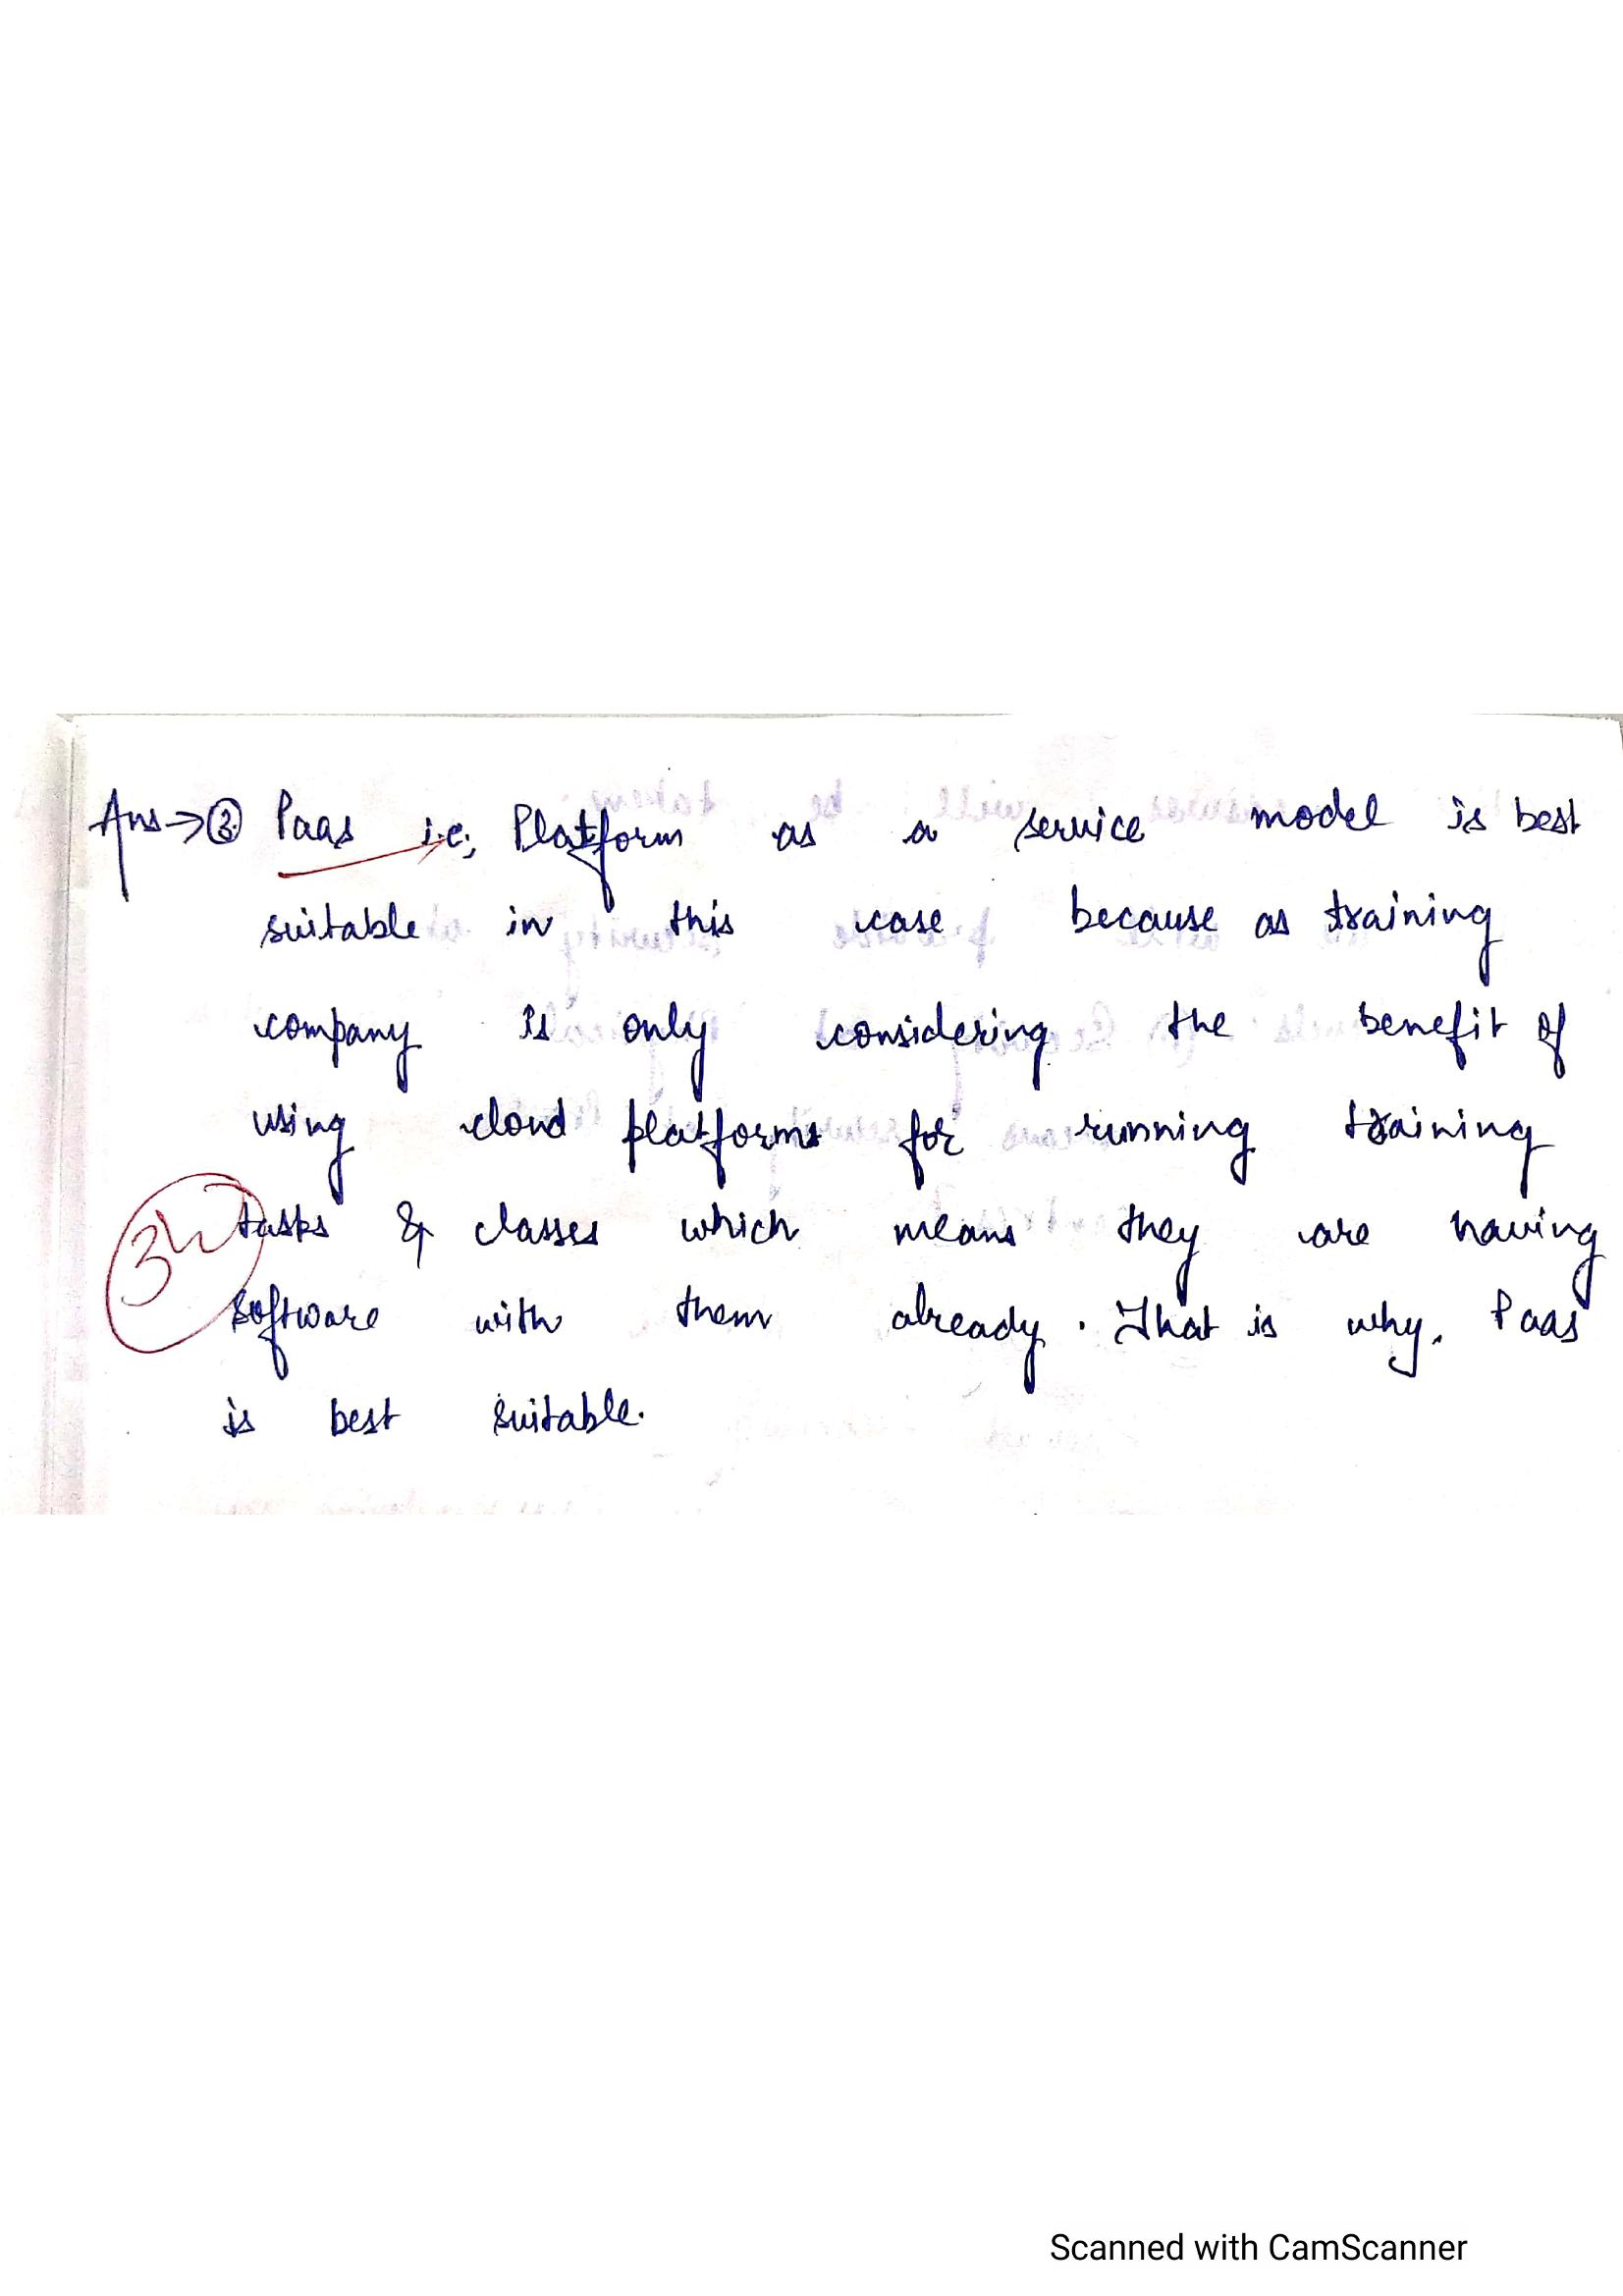 Ans→② Paas i.e; Platform as a service model is best
suitable in this case because as training
company is only considering the benefit of
using cloud platforms for running training
tasks & classes which means they are having
software with them already. That is why, Paas
is best suitable.
Scanned with CamScanner